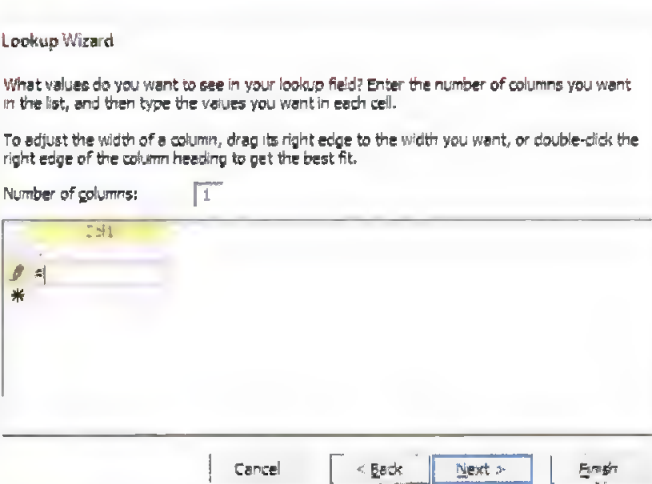 Lookup Wizard
What values do you want to see in your lookup field? Enter the number of columns you want
in the list, and then type the values you want in each cell.
To adjust the width of a column, drag its right edge to the width you want, or double-click the
right edge of the column heading to get the best fit.
Number of columns: 1
Col1
Cancel < Back Next > Finish